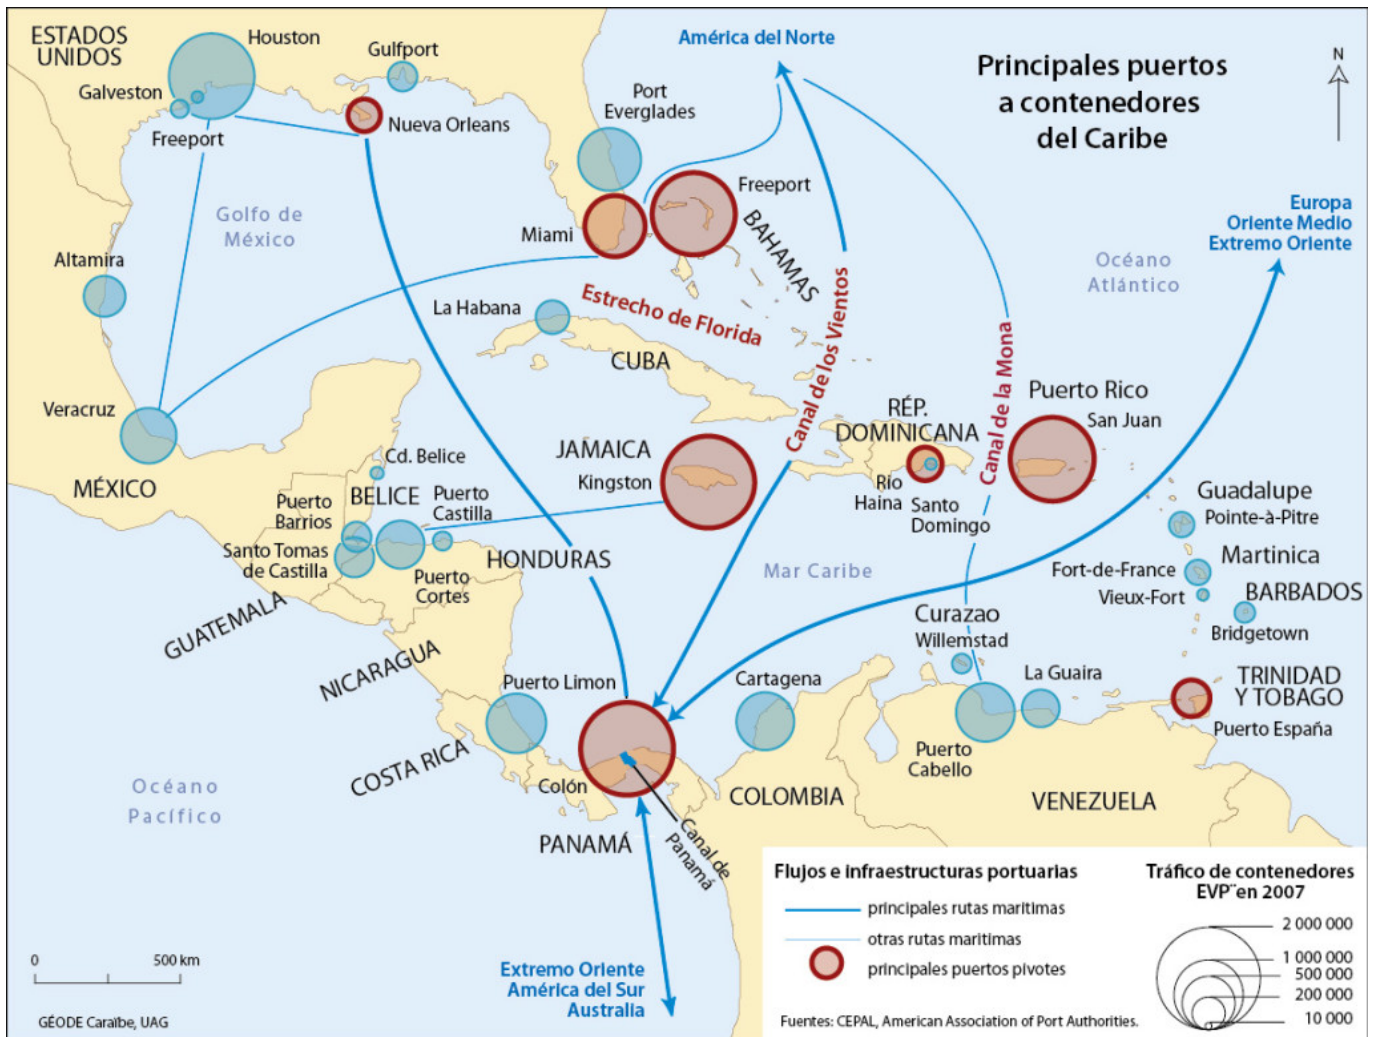 ESTADOS
UNIDOS
Houston
Gulfport
América del Norte
Principales puertos
a contenedores
del Caribe
N
Galveston
Freeport
Nueva Orleans
Port
Everglades
Freeport
BAHAMAS
Miami
Golfo de
México
Europa
Oriente Medio
Extremo Oriente
Océano
Atlántico
Altamira
La Habana
Estrecho de Florida
CUBA
Canal de los Vientos
Canal de la Mona
Veracruz
MÉXICO
Cd. Belice
BELICE
Puerto
Castilla
Puerto
Barrios
Santo Tomas
de Castilla
Puerto
Cortes
HONDURAS
GUATEMALA
NICARAGUA
JAMAICA
Kingston
RÉP.
DOMINICANA
Rio
Haina
Santo
Domingo
Puerto Rico
San Juan
Guadalupe
Pointe-à-Pitre
Martinica
Fort-de-France
Vieux-Fort
BARBADOS
Bridgetown
Mar Caribe
Curazao
Willemstad
La Guaira
TRINIDAD
Y TOBAGO
Puerto España
Puerto Limon
Cartagena
Puerto
Cabello
COSTA RICA
Colón
PANAMÁ
Canal de
Panamá
COLOMBIA
VENEZUELA
Océano
Pacífico
Extremo Oriente
América del Sur
Australia
0
500 km
GÉODE Caraïbe, UAG
Flujos e infraestructuras portuarias
principales rutas maritimas
otras rutas maritimas
principales puertos pivotes
Tráfico de contenedores
EVP¨en 2007
2 000 000
1 000 000
500 000
200 000
10 000
Fuentes: CEPAL, American Association of Port Authorities.